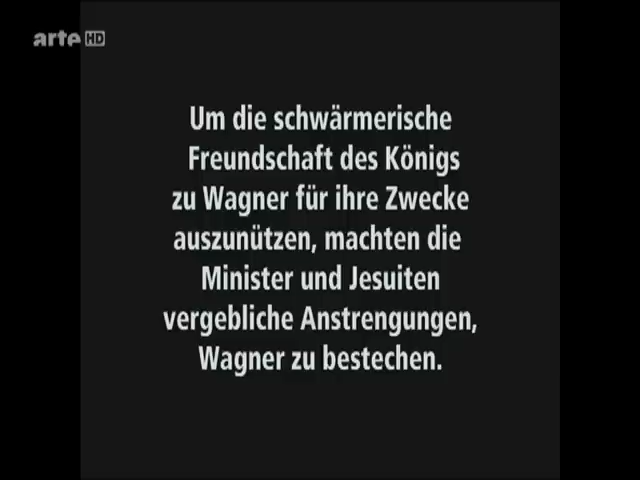 arte HD
Um die schwärmerische
Freundschaft des Königs
zu Wagner für ihre Zwecke
auszunützen, machten die
Minister und Jesuiten
vergebliche Anstrengungen,
Wagner zu bestechen.